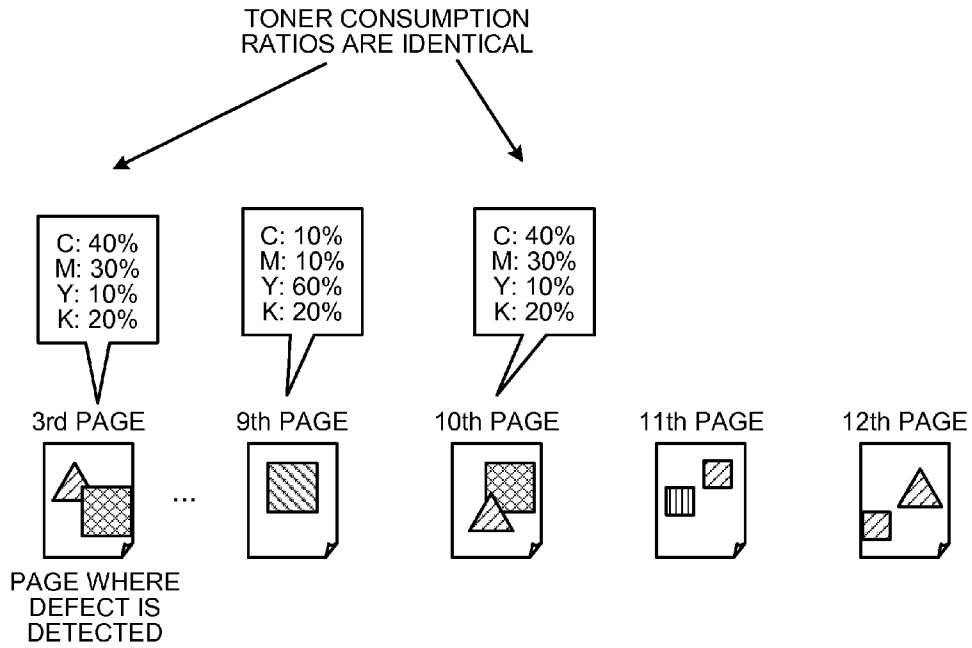 TONER CONSUMPTION
RATIOS ARE IDENTICAL
C: 40%
M: 30%
Y: 10%
K: 20%
C: 10%
M: 10%
Y: 60%
K: 20%
C: 40%
M: 30%
Y: 10%
K: 20%
3rd PAGE
9th PAGE
10th PAGE
11th PAGE
12th PAGE
...
PAGE WHERE
DEFECT IS
DETECTED